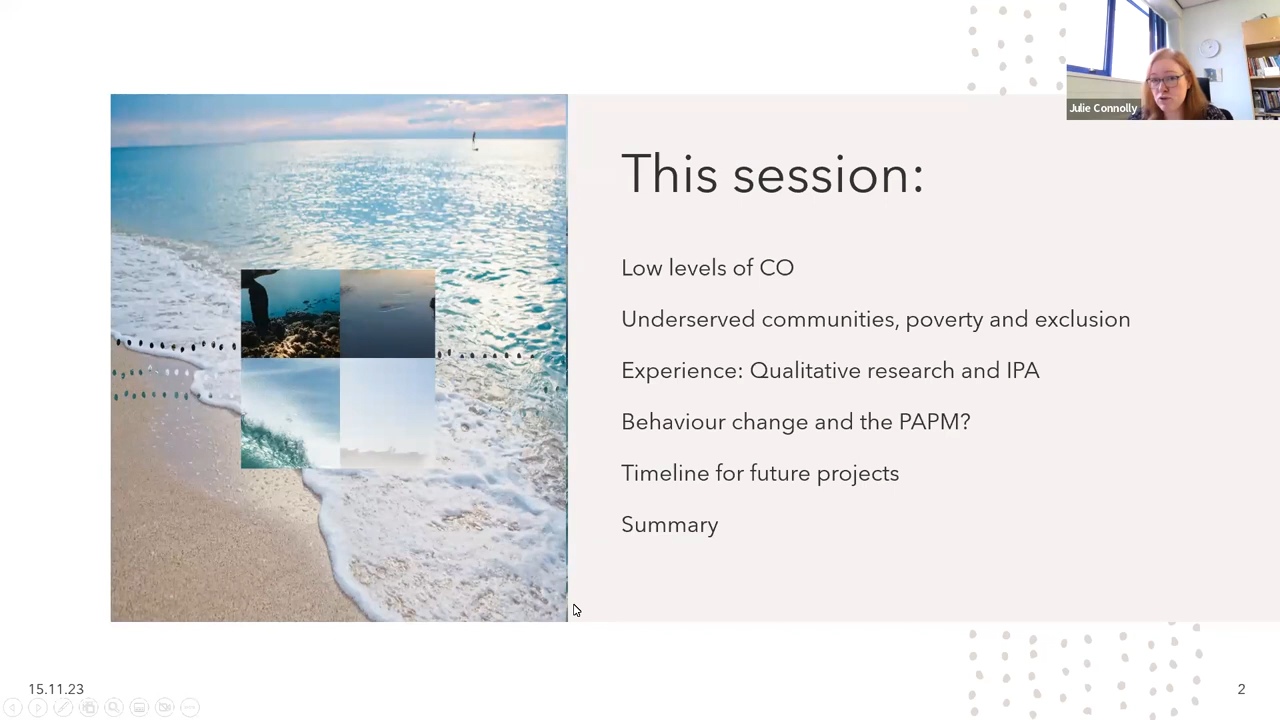 Julie Connolly
This session:
Low levels of CO
Underserved communities, poverty and exclusion
Experience: Qualitative research and IPA
Behaviour change and the PAPM?
Timeline for future projects
Summary
15.11.23
2